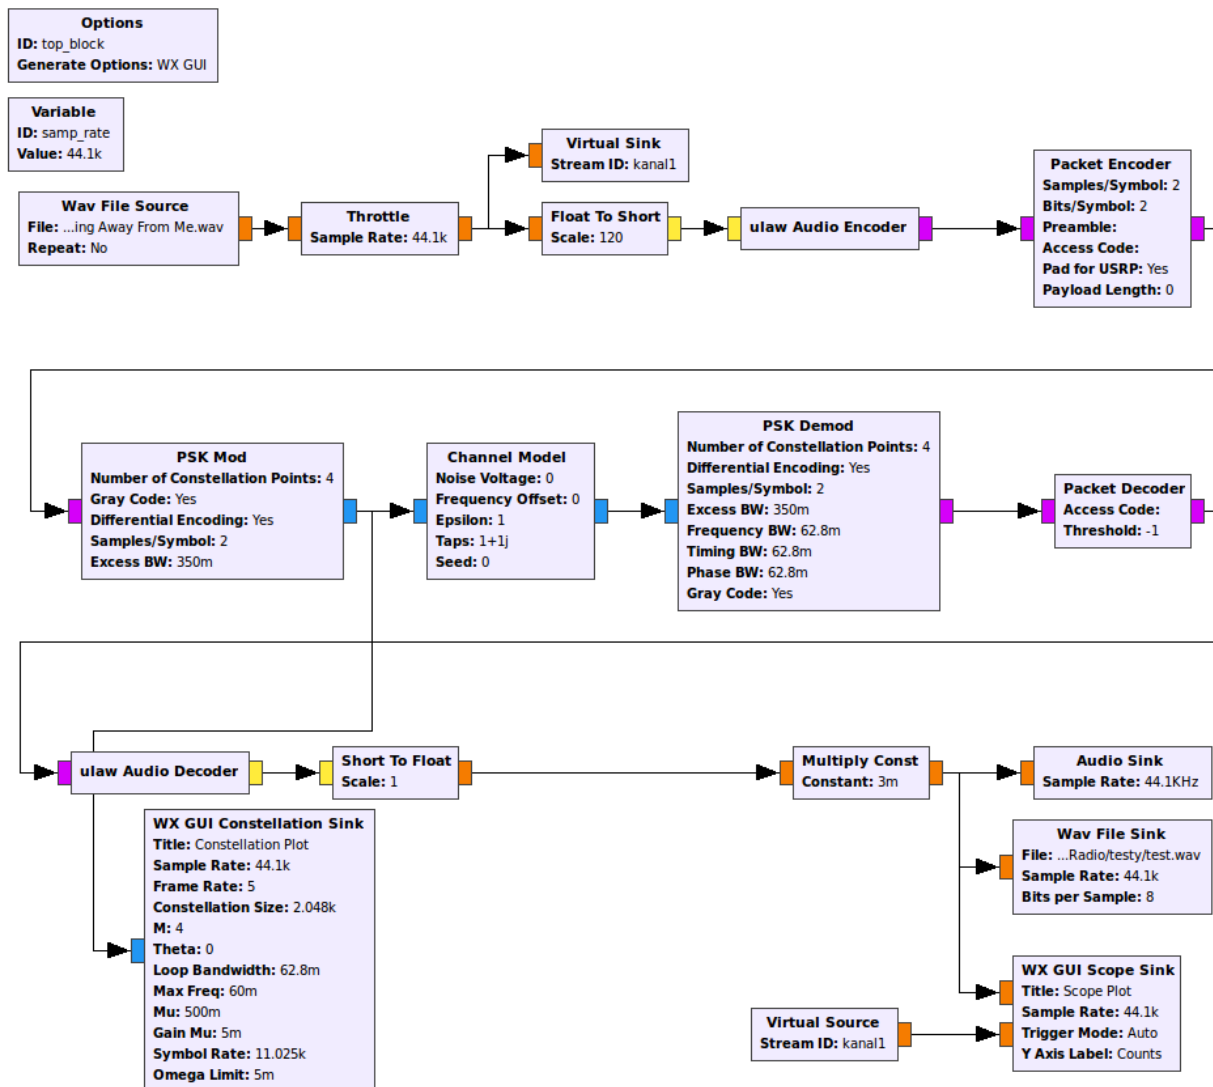 Options
ID: top_block
Generate Options: WX GUI
Variable
ID: samp_rate
Value: 44.1k
Wav File Source
File: ...ing Away From Me.wav
Repeat: No
Throttle
Sample Rate: 44.1k
Virtual Sink
Stream ID: kanal1
Float To Short
Scale: 120
ulaw Audio Encoder
Packet Encoder
Samples/Symbol: 2
Bits/Symbol: 2
Preamble:
Access Code:
Pad for USRP: Yes
Payload Length: 0
PSK Mod
Number of Constellation Points: 4
Gray Code: Yes
Differential Encoding: Yes
Samples/Symbol: 2
Excess BW: 350m
Channel Model
Noise Voltage: 0
Frequency Offset: 0
Epsilon: 1
Taps: 1+1j
Seed: 0
PSK Demod
Number of Constellation Points: 4
Differential Encoding: Yes
Samples/Symbol: 2
Excess BW: 350m
Frequency BW: 62.8m
Timing BW: 62.8m
Phase BW: 62.8m
Gray Code: Yes
Packet Decoder
Access Code:
Threshold: -1
ulaw Audio Decoder
Short To Float
Scale: 1
Multiply Const
Constant: 3m
Audio Sink
Sample Rate: 44.1KHz
WX GUI Constellation Sink
Title: Constellation Plot
Sample Rate: 44.1k
Frame Rate: 5
Constellation Size: 2.048k
M: 4
Theta: 0
Loop Bandwidth: 62.8m
Max Freq: 60m
Mu: 500m
Gain Mu: 5m
Symbol Rate: 11.025k
Omega Limit: 5m
Wav File Sink
File: ...Radio/testy/test.wav
Sample Rate: 44.1k
Bits per Sample: 8
Virtual Source
Stream ID: kanal1
WX GUI Scope Sink
Title: Scope Plot
Sample Rate: 44.1k
Trigger Mode: Auto
Y Axis Label: Counts